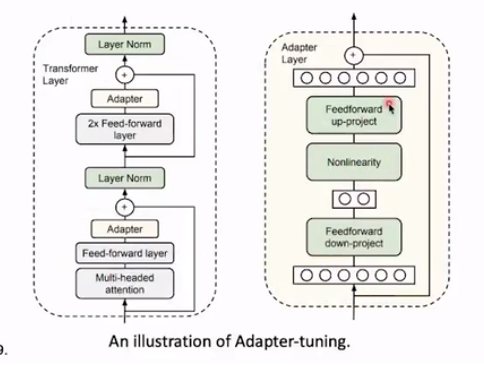 Layer Norm
Transformer
Layer
+
Adapter
2x Feed-forward
layer
Layer Norm
+
Adapter
Feed-forward layer
Multi-headed
attention
Adapter
Layer
+
Feedforward
up-project
Nonlinearity
Feedforward
down-project
An illustration of Adapter-tuning.
9.